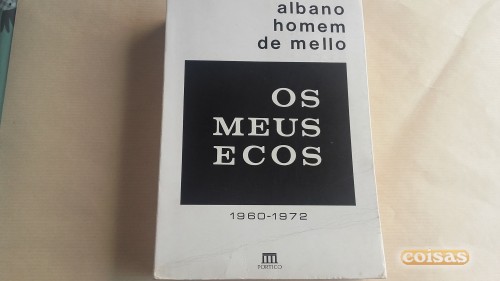 albano
homem
de mello
OS
MEUS
ECOS
1960-1972
PÓRTICO
coisas